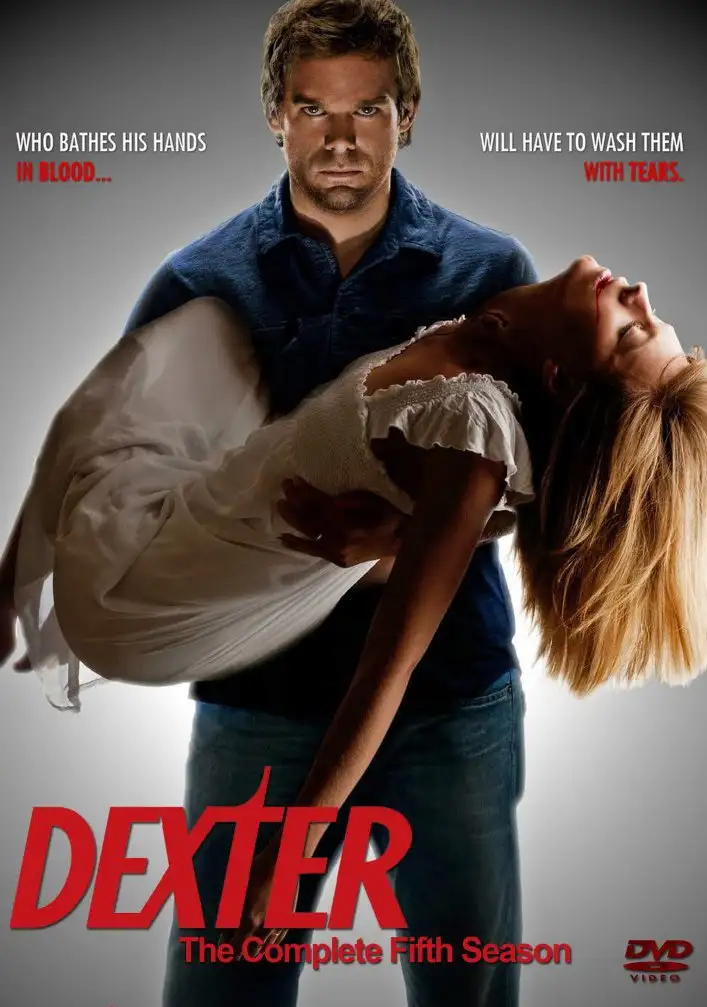 WHO BATHES HIS HANDS
IN BLOOD...
WILL HAVE TO WASH THEM
WITH TEARS.
DEXTER
The Complete Fifth Season
DVD
VIDEO